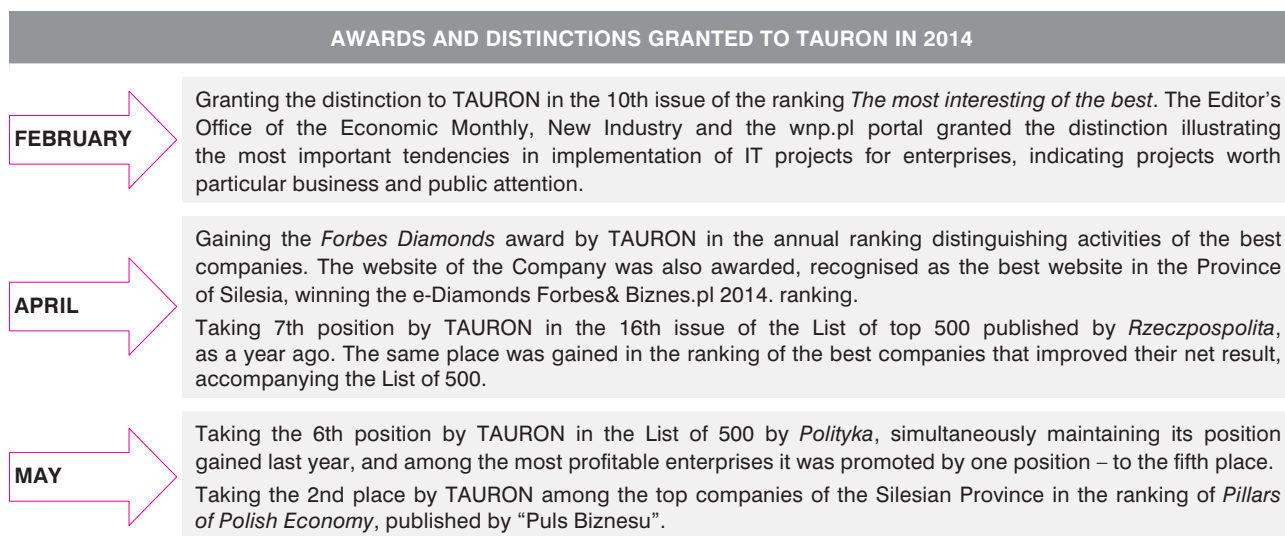 AWARDS AND DISTINCTIONS GRANTED TO TAURON IN 2014
FEBRUARY
Granting the distinction to TAURON in the 10th issue of the ranking The most interesting of the best. The Editor's
Office of the Economic Monthly, New Industry and the wnp.pl portal granted the distinction illustrating
the most important tendencies in implementation of IT projects for enterprises, indicating projects worth
particular business and public attention.
APRIL
Gaining the Forbes Diamonds award by TAURON in the annual ranking distinguishing activities of the best
companies. The website of the Company was also awarded, recognised as the best website in the Province
of Silesia, winning the e-Diamonds Forbes& Biznes.pl 2014. ranking.
Taking 7th position by TAURON in the 16th issue of the List of top 500 published by Rzeczpospolita,
as a year ago. The same place was gained in the ranking of the best companies that improved their net result,
accompanying the List of 500.
MAY
Taking the 6th position by TAURON in the List of 500 by Polityka, simultaneously maintaining its position
gained last year, and among the most profitable enterprises it was promoted by one position – to the fifth place.
Taking the 2nd place by TAURON among the top companies of the Silesian Province in the ranking of Pillars
of Polish Economy, published by “Puls Biznesu”.